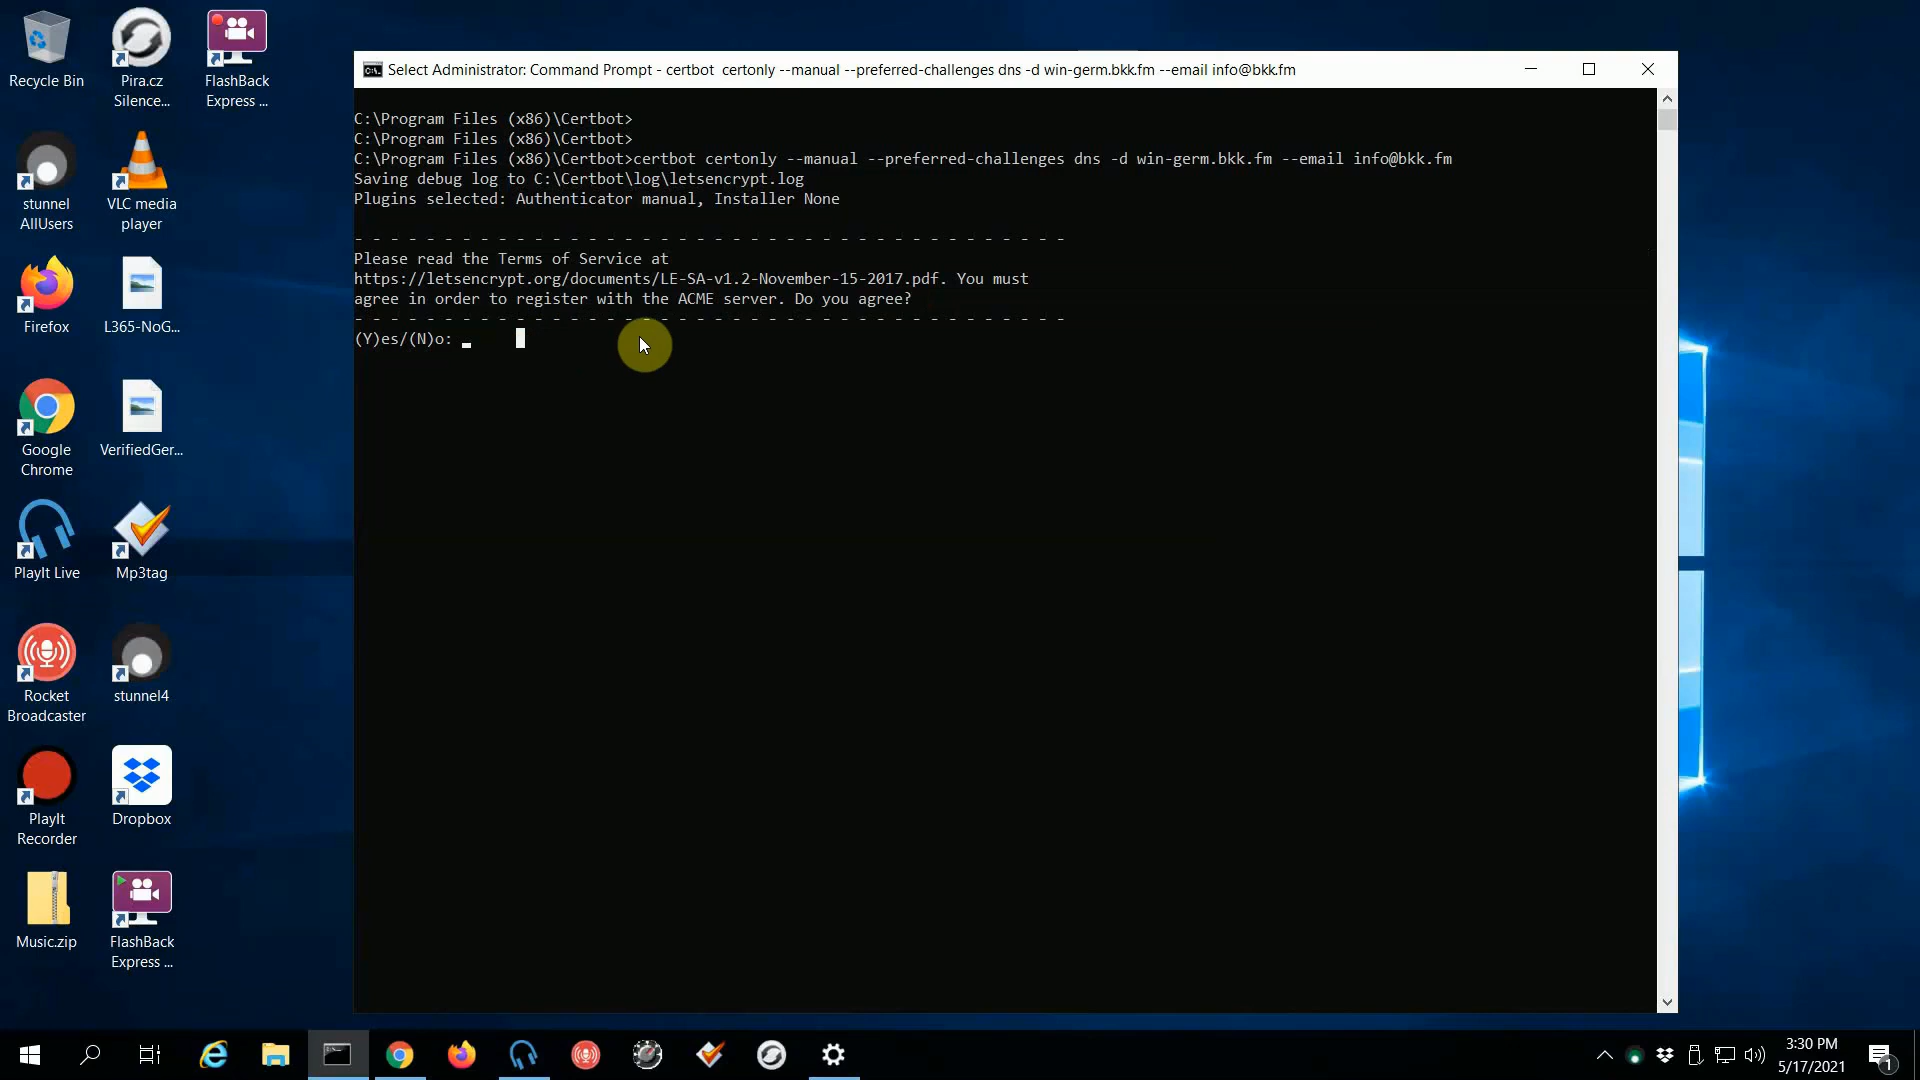 Recycle Bin
Pira.cz
Silence...
FlashBack
Express ...
stunnel
AllUsers
VLC media
player
Firefox
L365-NoG...
Google
Chrome
VerifiedGer...
PlayIt Live
Mp3tag
Rocket
Broadcaster
stunnel4
PlayIt
Recorder
Dropbox
Music.zip
FlashBack
Express ...
Select Administrator: Command Prompt - certbot  certonly --manual --preferred-challenges dns -d win-germ.bkk.fm --email info@bkk.fm
C:\Program Files (x86)\Certbot>
C:\Program Files (x86)\Certbot>
C:\Program Files (x86)\Certbot>certbot certonly --manual --preferred-challenges dns -d win-germ.bkk.fm --email info@bkk.fm
Saving debug log to C:\Certbot\log\letsencrypt.log
Plugins selected: Authenticator manual, Installer None
- - - - - - - - - - - - - - - - - - - - - - - - - - - - - - - - - - - - - - - -
Please read the Terms of Service at
https://letsencrypt.org/documents/LE-SA-v1.2-November-15-2017.pdf. You must
agree in order to register with the ACME server. Do you agree?
- - - - - - - - - - - - - - - - - - - - - - - - - - - - - - - - - - - - - - - -
(Y)es/(N)o:
3:30 PM
5/17/2021
1